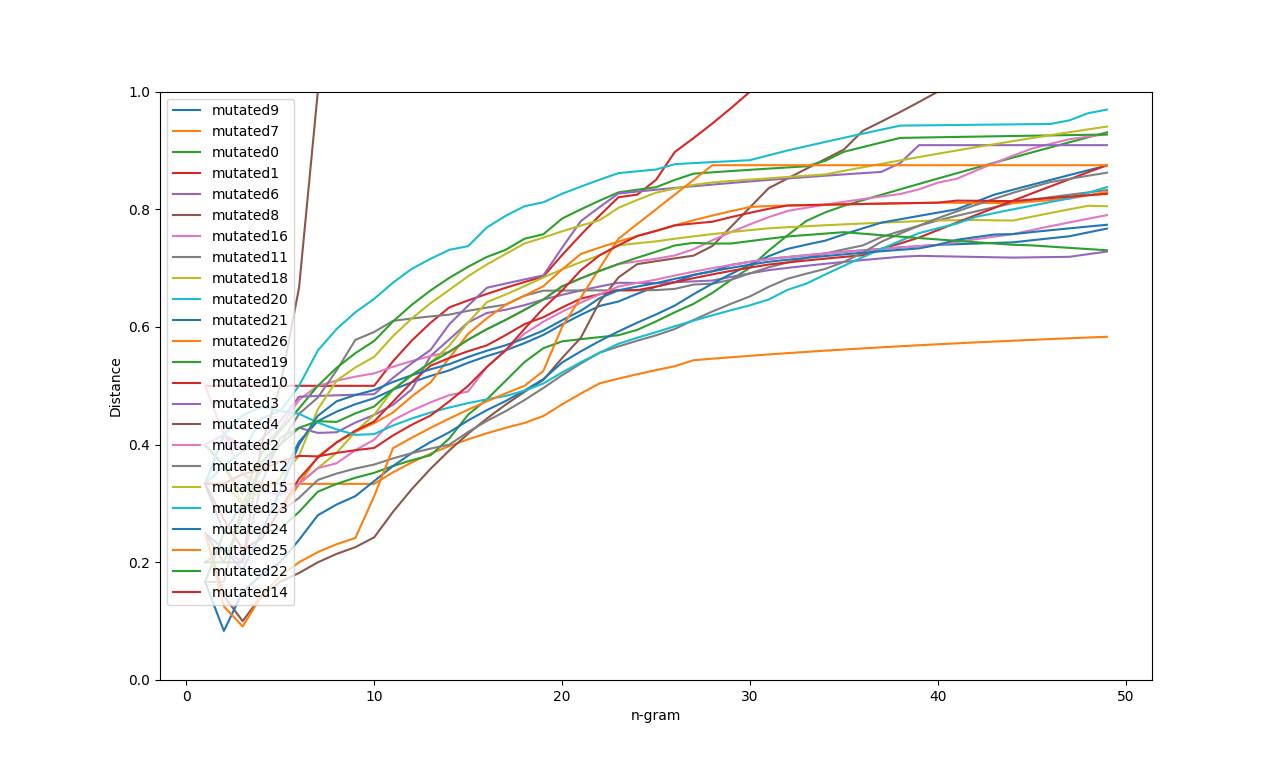 1.0
0.8
0.6
0.4
0.2
0.0
Distance
mutated9
mutated7
mutated0
mutated1
mutated6
mutated8
mutated16
mutated11
mutated18
mutated20
mutated21
mutated26
mutated19
mutated10
mutated3
mutated4
mutated2
mutated12
mutated15
mutated23
mutated24
mutated25
mutated22
mutated14
0 10 20 30 40 50
n-gram